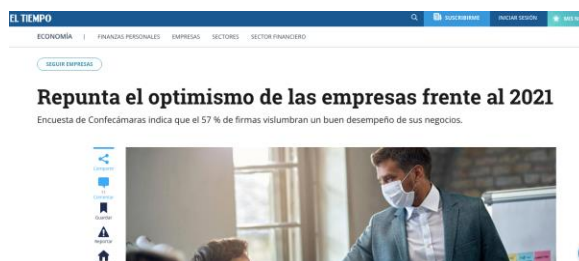 EL TIEMPO
SUSCRIBIRME
INICIAR SESIÓN
ECONOMÍA | FINANZAS PERSONALES EMPRESAS SECTORES SECTOR FINANCIERO
SEGUIR EMPRESAS
Repunta el optimismo de las empresas frente al 2021
Encuesta de Confecámaras indica que el 57 % de firmas vislumbran un buen desempeño de sus negocios.
Compartir
Comentar
Guardar
Reportar